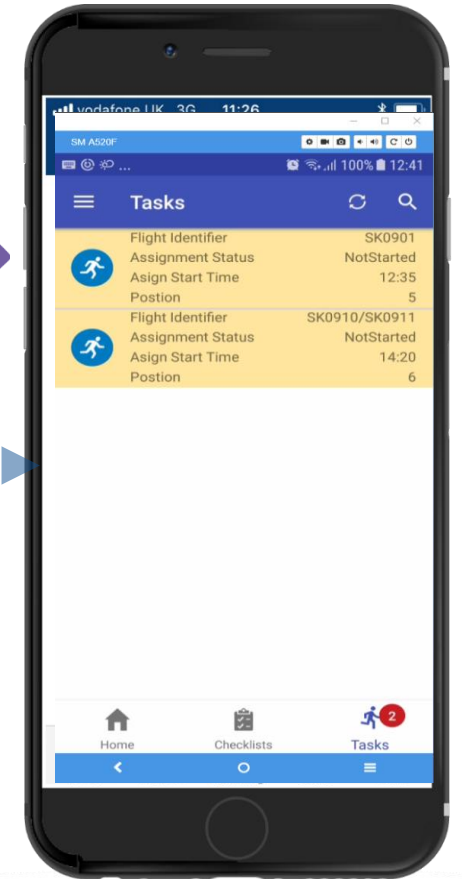 vodafone UK 3G 11:26
SM A520F
... 100% 12:41
Tasks
Flight Identifier SK0901
Assignment Status NotStarted
Asign Start Time 12:35
Postion 5
Flight Identifier SK0910/SK0911
Assignment Status NotStarted
Asign Start Time 14:20
Postion 6
2
Home Checklists Tasks